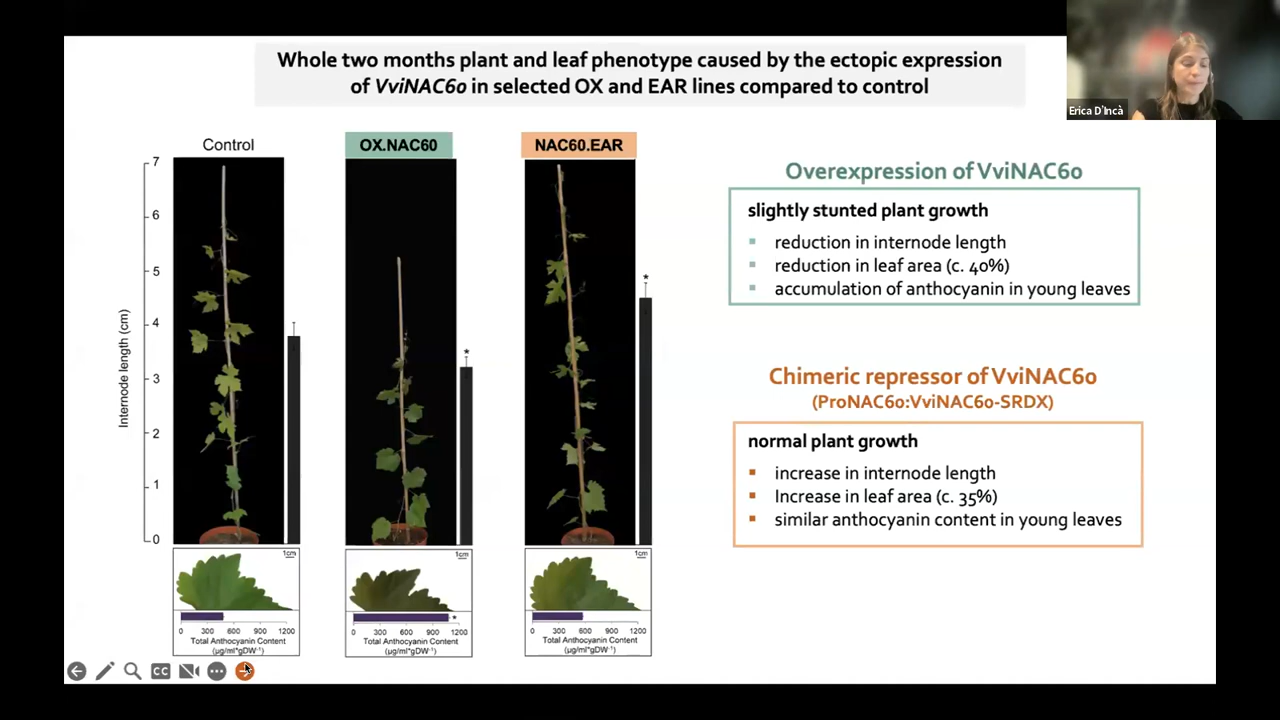 Whole two months plant and leaf phenotype caused by the ectopic expression
of VviNAC60 in selected OX and EAR lines compared to control
Erica D'Incà
Control
OX.NAC60
NAC60.EAR
Internode length (cm)
7
6
5
4
3
2
1
0
*
*
1cm
1cm
1cm
*
0 300 600 900 1200
Total Anthocyanin Content
(µg/ml*gDW⁻¹)
0 300 600 900 1200
Total Anthocyanin Content
(µg/ml*gDW⁻¹)
0 300 600 900 1200
Total Anthocyanin Content
(µg/ml*gDW⁻¹)
Overexpression of VviNAC60
slightly stunted plant growth
▪ reduction in internode length
▪ reduction in leaf area (c. 40%)
▪ accumulation of anthocyanin in young leaves
Chimeric repressor of VviNAC60
(ProNAC60:VviNAC60-SRDX)
normal plant growth
▪ increase in internode length
▪ Increase in leaf area (c. 35%)
▪ similar anthocyanin content in young leaves
CC